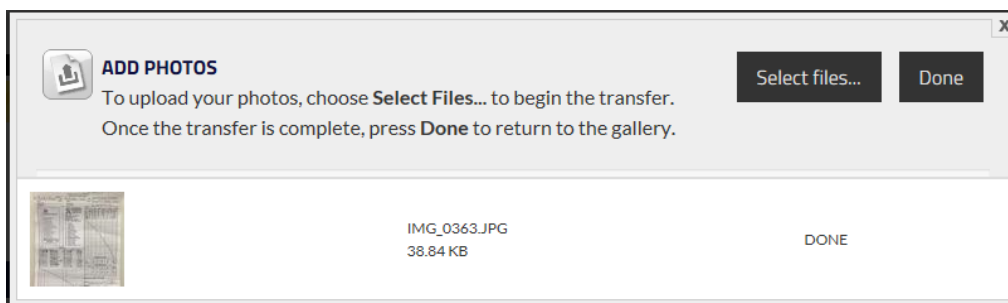 X
ADD PHOTOS
To upload your photos, choose Select Files... to begin the transfer.
Once the transfer is complete, press Done to return to the gallery.
Select files...
Done
IMG_0363.JPG
38.84 KB
DONE